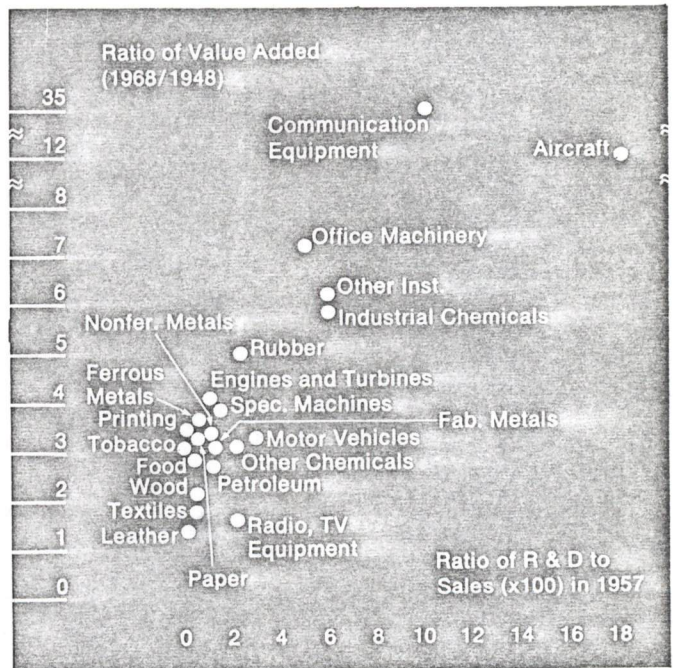 Ratio of Value Added
(1968/1948)
35
Communication
Equipment
12
Aircraft
8
Office Machinery
7
Other Inst.
6
Industrial Chemicals
Nonfer. Metals
5
Rubber
Ferrous
Metals
Engines and Turbines
4
Spec. Machines
Printing
Fab. Metals
Tobacco
Motor Vehicles
3
Food
Other Chemicals
Wood
Petroleum
2
Textiles
Leather
Radio, TV
Equipment
1
Ratio of R & D to
Sales (x100) in 1957
Paper
0
0 2 4 6 8 10 12 14 16 18